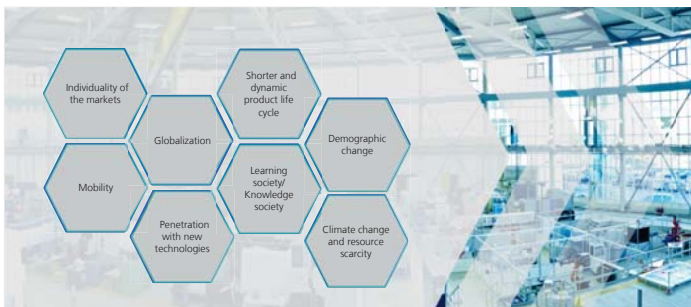 Individuality of
the markets
Shorter and
dynamic
product life
cycle
Globalization
Demographic
change
Mobility
Learning
society/
Knowledge
society
Penetration
with new
technologies
Climate change
and resource
scarcity